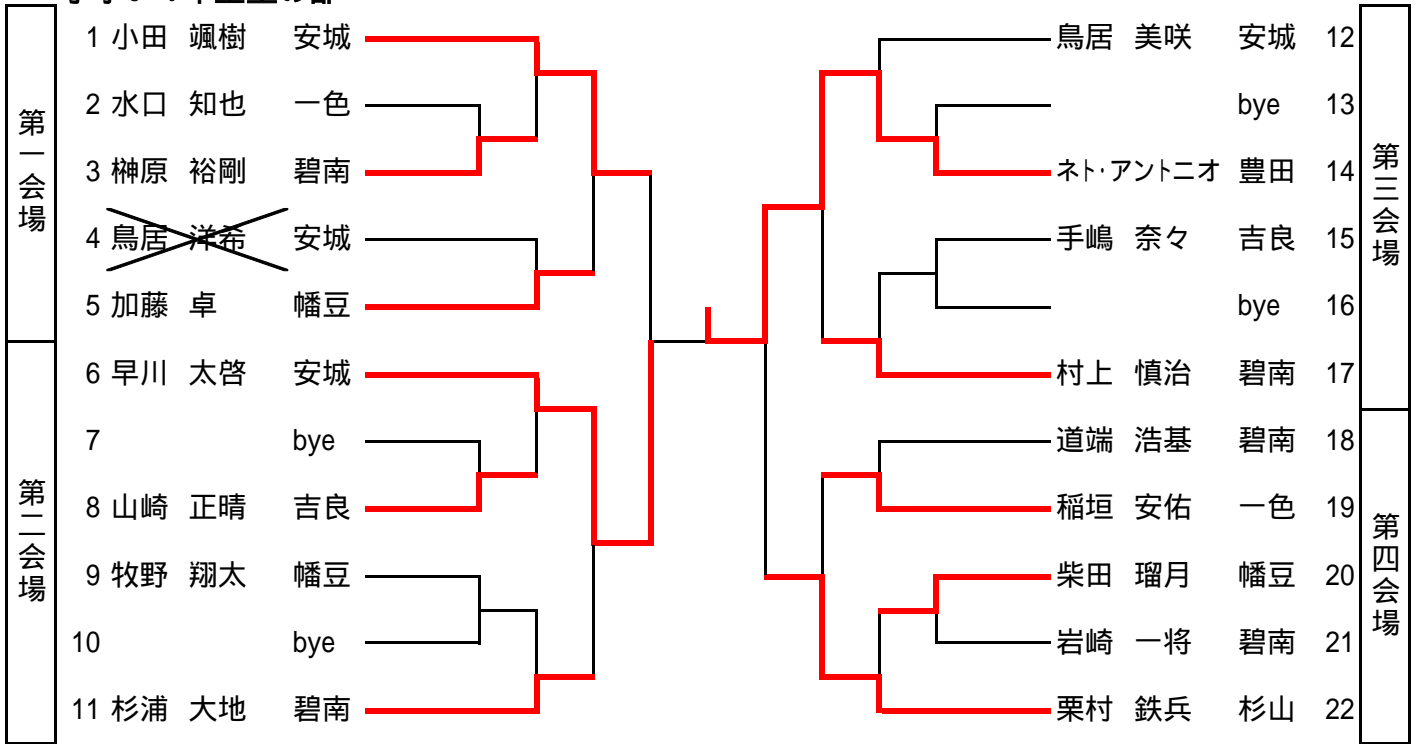 第一会場
1 小田 颯樹 安城
2 水口 知也 一色
3 榊原 裕剛 碧南
4 鳥居 洋希 安城
5 加藤 卓 幡豆
第二会場
6 早川 太啓 安城
7 bye
8 山崎 正晴 吉良
9 牧野 翔太 幡豆
10 bye
11 杉浦 大地 碧南
第三会場
鳥居 美咲 安城 12
bye 13
ネト・アントニオ 豊田 14
手嶋 奈々 吉良 15
bye 16
村上 慎治 碧南 17
第四会場
道端 浩基 碧南 18
稲垣 安佑 一色 19
柴田 瑠月 幡豆 20
岩崎 一将 碧南 21
栗村 鉄兵 杉山 22